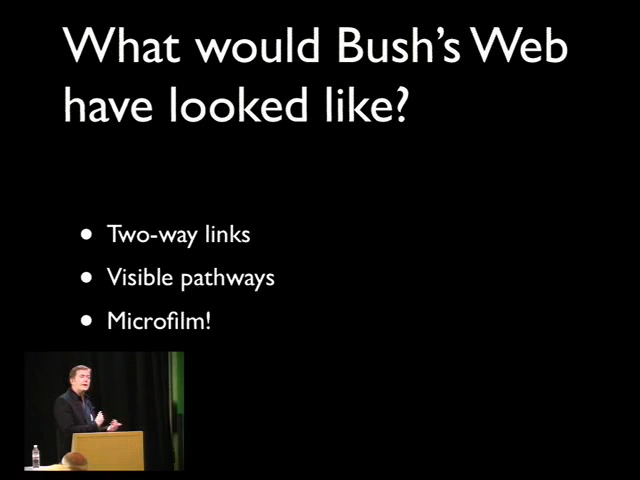 What would Bush's Web
have looked like?
• Two-way links
• Visible pathways
• Microfilm!